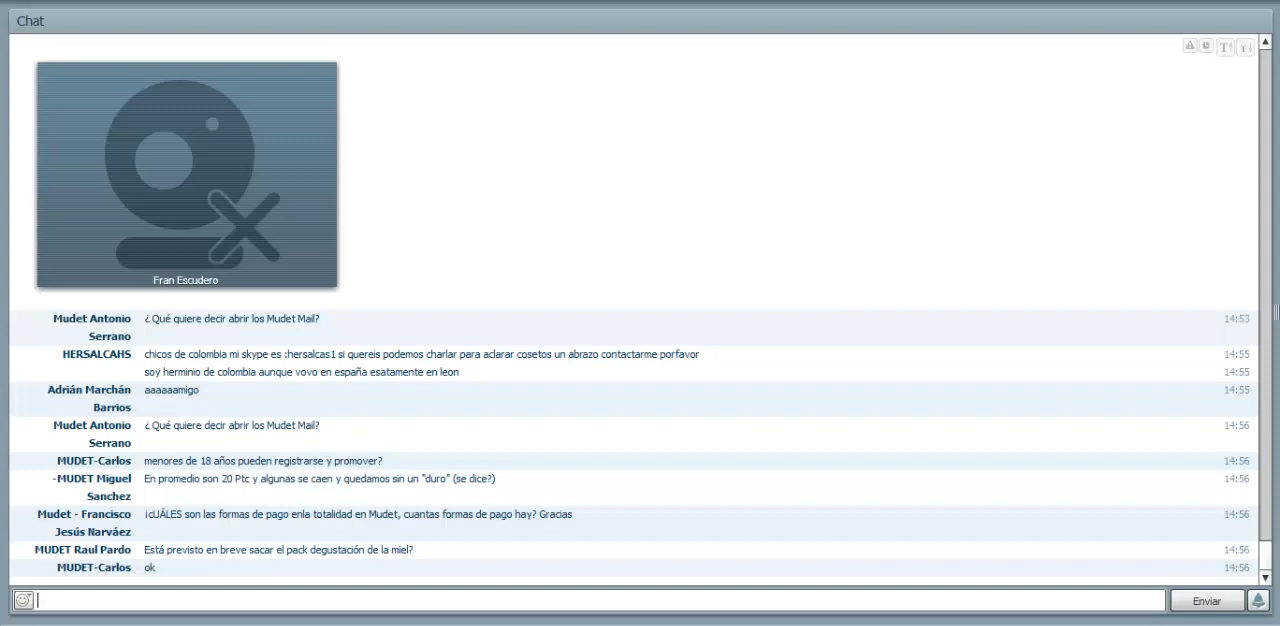 Chat
Fran Escudero
Mudet Antonio ¿ Qué quiere decir abrir los Mudet Mail? 14:53
Serrano
HERSALCAHS chicos de colombia mi skype es :hersalcas1 si quereis podemos charlar para aclarar cosetos un abrazo contactarme porfavor 14:55
soy herminio de colombia aunque vovo en españa esatamente en leon 14:55
Adrián Marchán aaaaaamigo 14:55
Barrios
Mudet Antonio ¿ Qué quiere decir abrir los Mudet Mail? 14:56
Serrano
MUDET-Carlos menores de 18 años pueden registrarse y promover? 14:56
-MUDET Miguel En promedio son 20 Ptc y algunas se caen y quedamos sin un "duro" (se dice?) 14:56
Sanchez
Mudet - Francisco ¡cUÁLES son las formas de pago enla totalidad en Mudet, cuantas formas de pago hay? Gracias 14:56
Jesús Narváez
MUDET Raul Pardo Está previsto en breve sacar el pack degustación de la miel? 14:56
MUDET-Carlos ok 14:56
Enviar